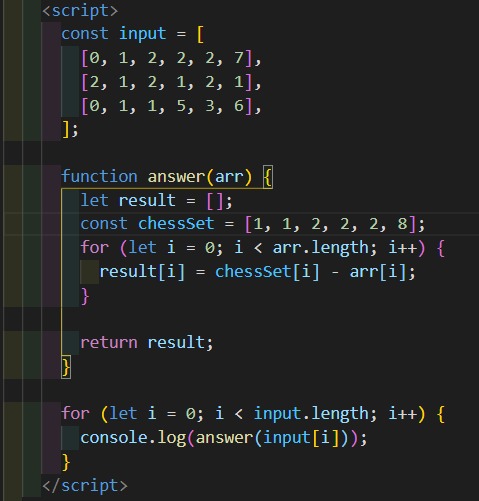 <script>
const input = [
[0, 1, 2, 2, 2, 7],
[2, 1, 2, 1, 2, 1],
[0, 1, 1, 5, 3, 6],
];
function answer(arr) {
let result = [];
const chessSet = [1, 1, 2, 2, 2, 8];
for (let i = 0; i < arr.length; i++) {
result[i] = chessSet[i] - arr[i];
}
return result;
}
for (let i = 0; i < input.length; i++) {
console.log(answer(input[i]));
}
</script>